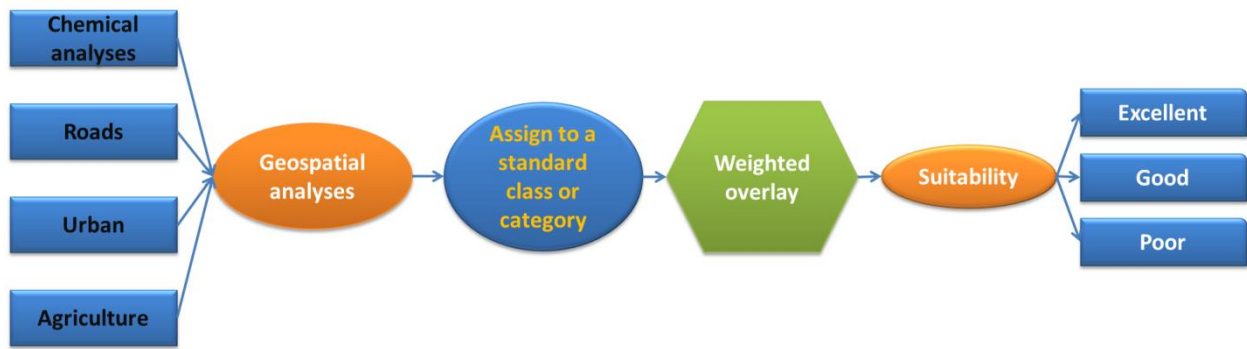 Chemical
analyses
Roads
Urban
Agriculture
Geospatial
analyses
Assign to a
standard
class or
category
Weighted
overlay
Suitability
Excellent
Good
Poor